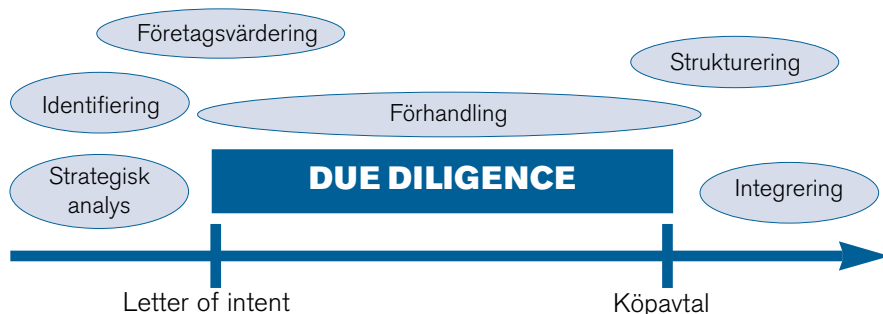 Företagsvärdering
Strukturering
Identifiering
Förhandling
Strategisk
analys
DUE DILIGENCE
Integrering
Letter of intent
Köpavtal